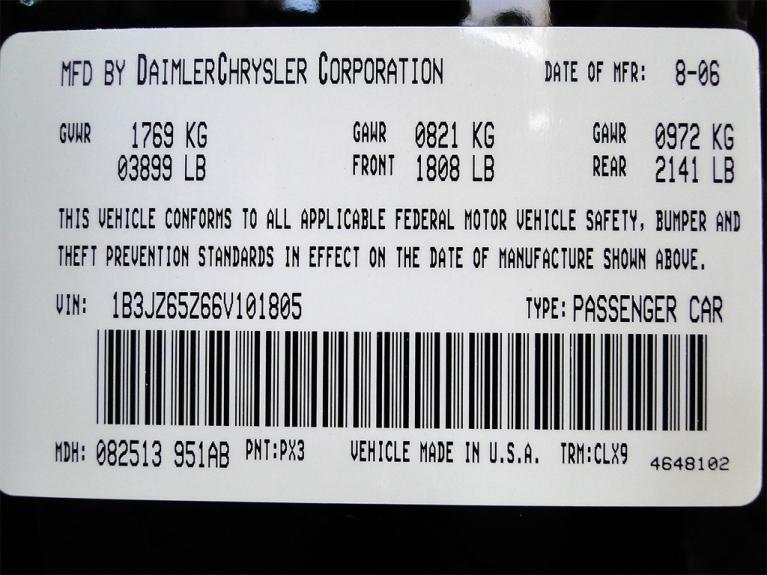 MFD BY DAIMLERCHRYSLER CORPORATION DATE OF MFR: 8-06
GVWR 1769 KG GAWR 0821 KG GAWR 0972 KG
03899 LB FRONT 1808 LB REAR 2141 LB
THIS VEHICLE CONFORMS TO ALL APPLICABLE FEDERAL MOTOR VEHICLE SAFETY, BUMPER AND
THEFT PREVENTION STANDARDS IN EFFECT ON THE DATE OF MANUFACTURE SHOWN ABOVE.
VIN: 1B3JZ65Z66V101805 TYPE: PASSENGER CAR
MDH: 082513 951AB PNT:PX3 VEHICLE MADE IN U.S.A. TRM:CLX9 4648102